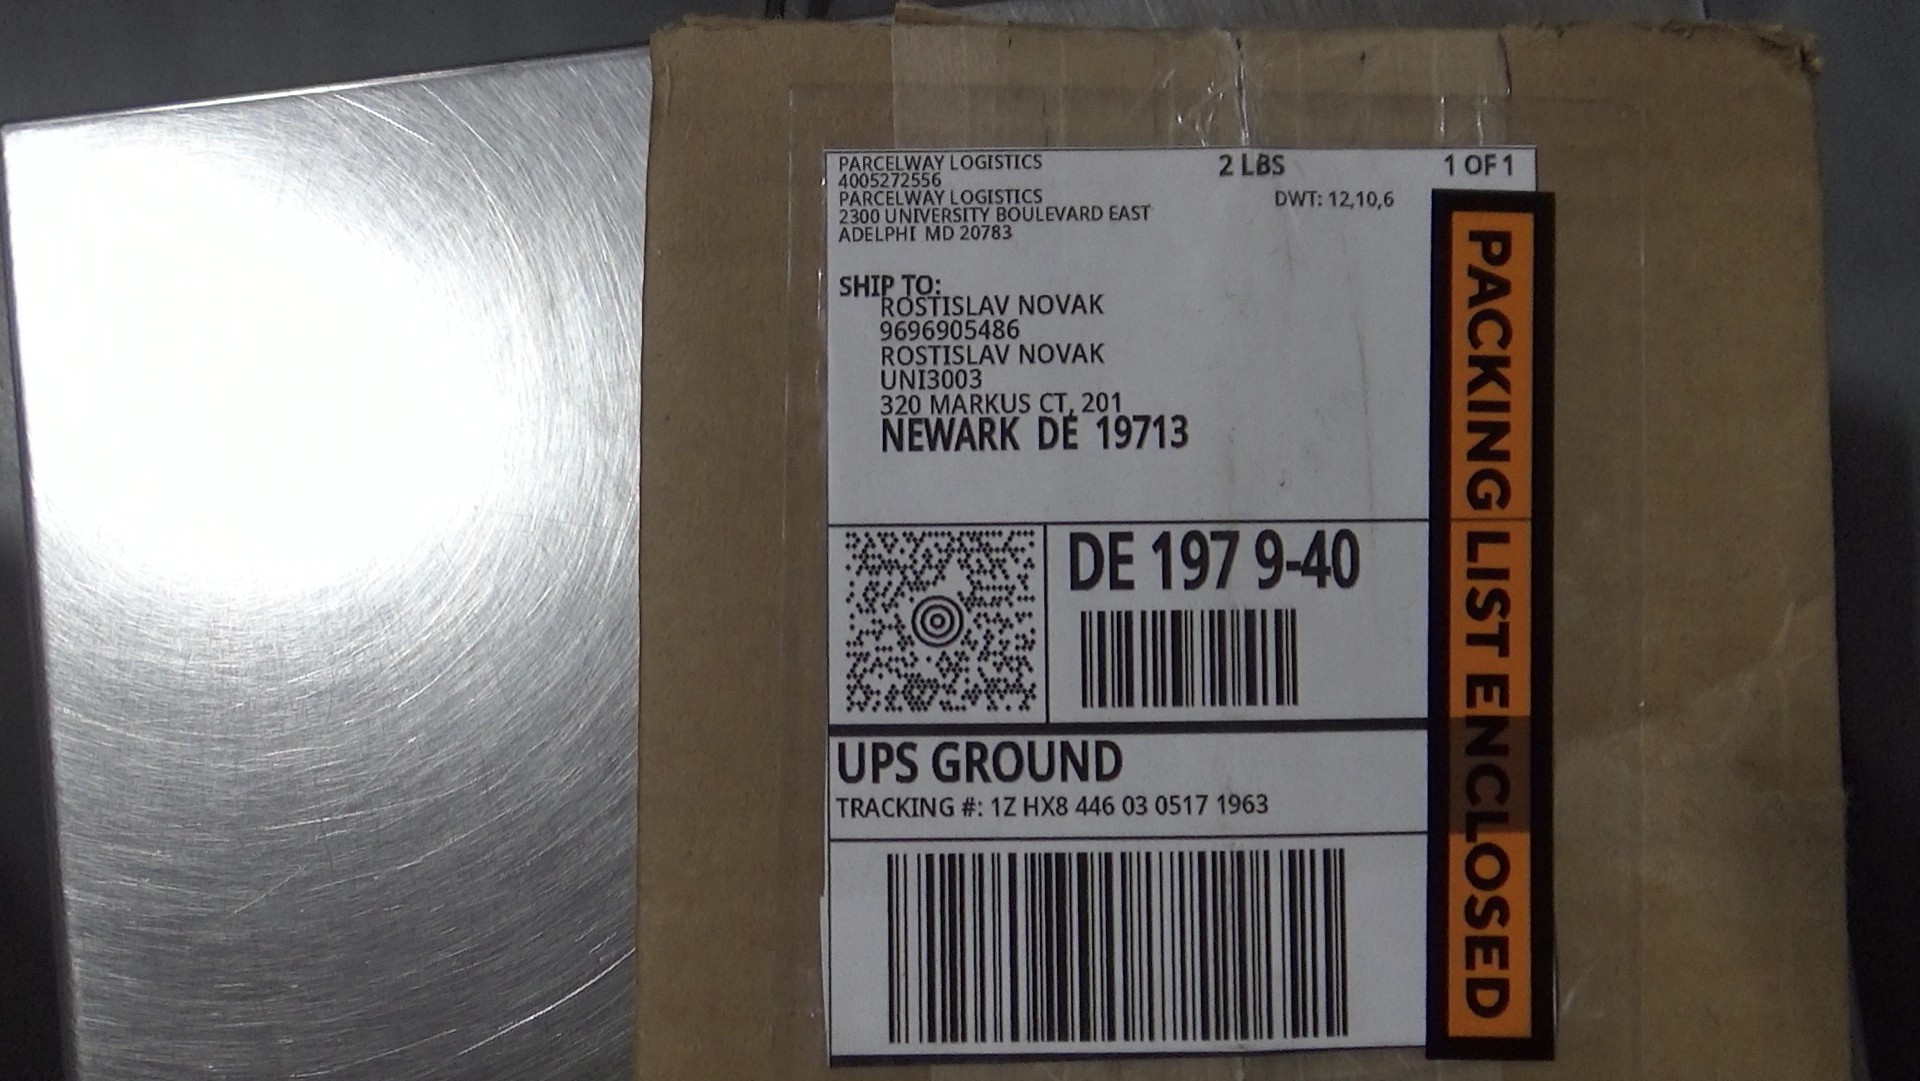 PARCELWAY LOGISTICS
4005272556
PARCELWAY LOGISTICS
2300 UNIVERSITY BOULEVARD EAST
ADELPHI MD 20783
2 LBS
1 OF 1
DWT: 12,10,6
SHIP TO:
ROSTISLAV NOVAK
9696905486
ROSTISLAV NOVAK
UNI3003
320 MARKUS CT, 201
NEWARK DE 19713
DE 197 9-40
UPS GROUND
TRACKING #: 1Z HX8 446 03 0517 1963
PACKING LIST ENCLOSED